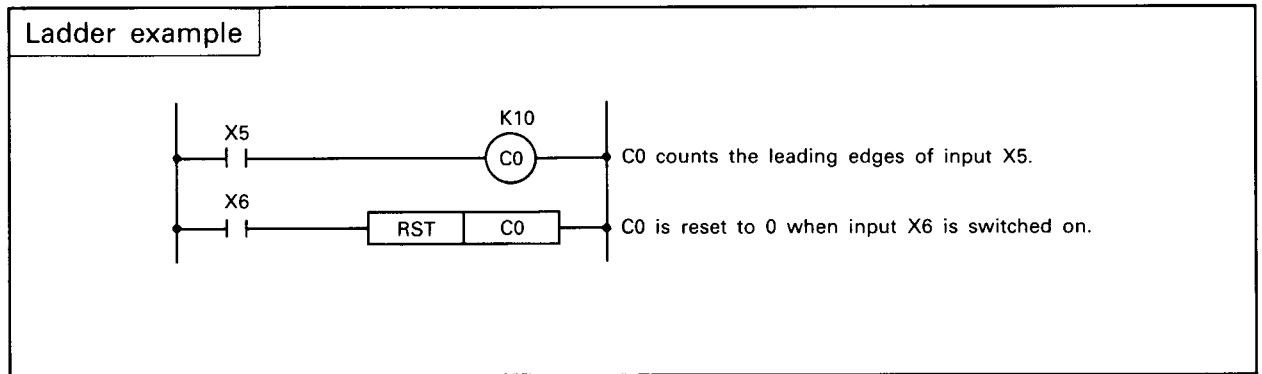 Ladder example
K10
X5
C0
C0 counts the leading edges of input X5.
X6
RST C0
C0 is reset to 0 when input X6 is switched on.